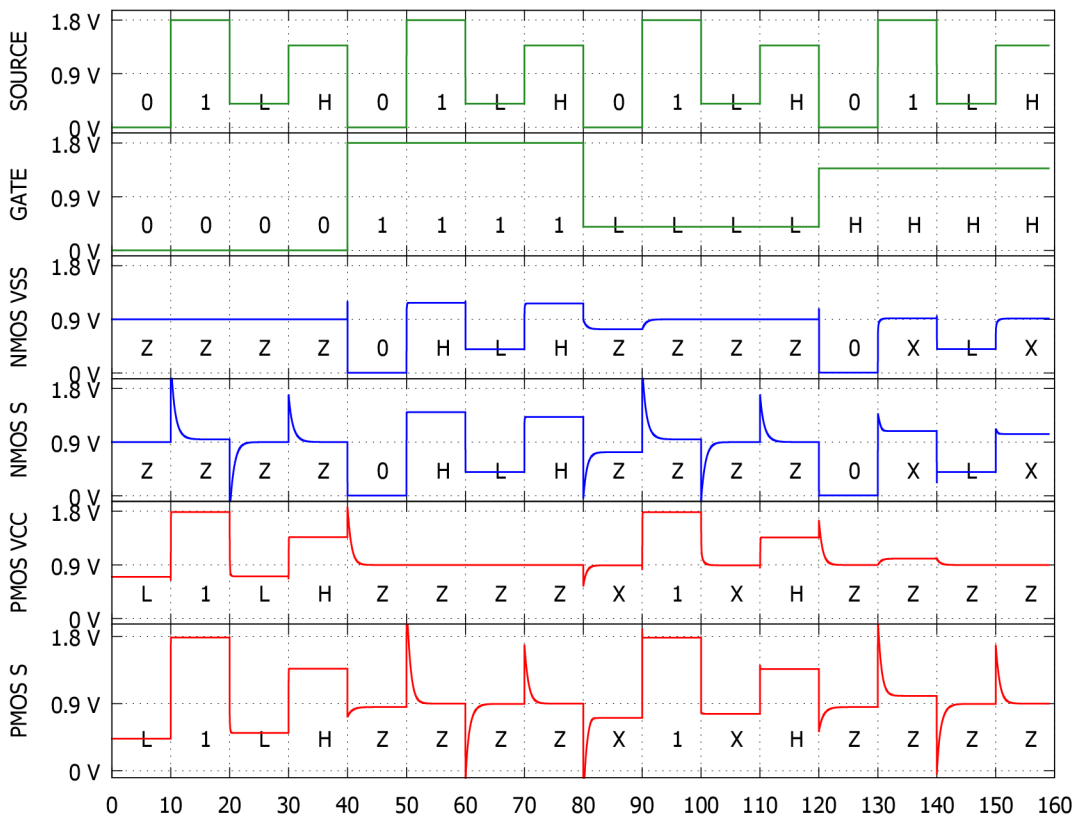 SOURCE
1.8 V
0.9 V
0 V
0 1 L H 0 1 L H 0 1 L H 0 1 L H
GATE
1.8 V
0.9 V
0 V
0 0 0 0 1 1 1 1 L L L L H H H H
NMOS VSS
1.8 V
0.9 V
0 V
Z Z Z Z 0 H L H Z Z Z Z 0 X L X
NMOS S
1.8 V
0.9 V
0 V
Z Z Z Z 0 H L H Z Z Z Z 0 X L X
PMOS VCC
1.8 V
0.9 V
0 V
L 1 L H Z Z Z Z X 1 X H Z Z Z Z
PMOS S
1.8 V
0.9 V
0 V
L 1 L H Z Z Z Z X 1 X H Z Z Z Z
0 10 20 30 40 50 60 70 80 90 100 110 120 130 140 150 160